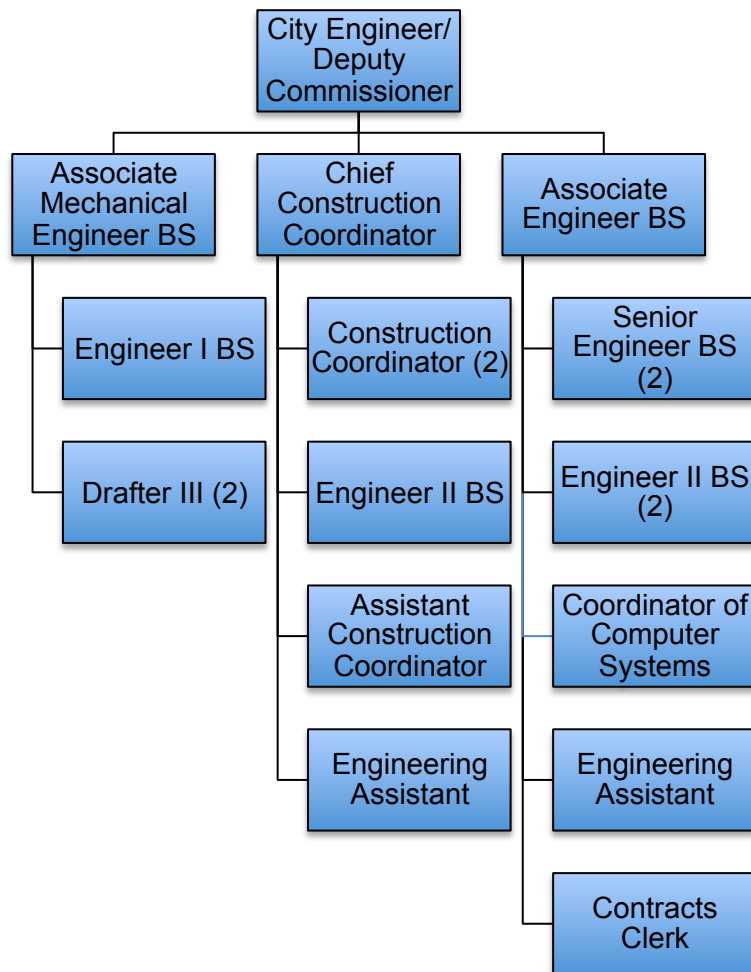 City Engineer/
Deputy
Commissioner
Associate
Mechanical
Engineer BS
Chief
Construction
Coordinator
Associate
Engineer BS
Engineer I BS
Drafter III (2)
Construction
Coordinator (2)
Engineer II BS
Assistant
Construction
Coordinator
Engineering
Assistant
Senior
Engineer BS
(2)
Engineer II BS
(2)
Coordinator of
Computer
Systems
Engineering
Assistant
Contracts
Clerk